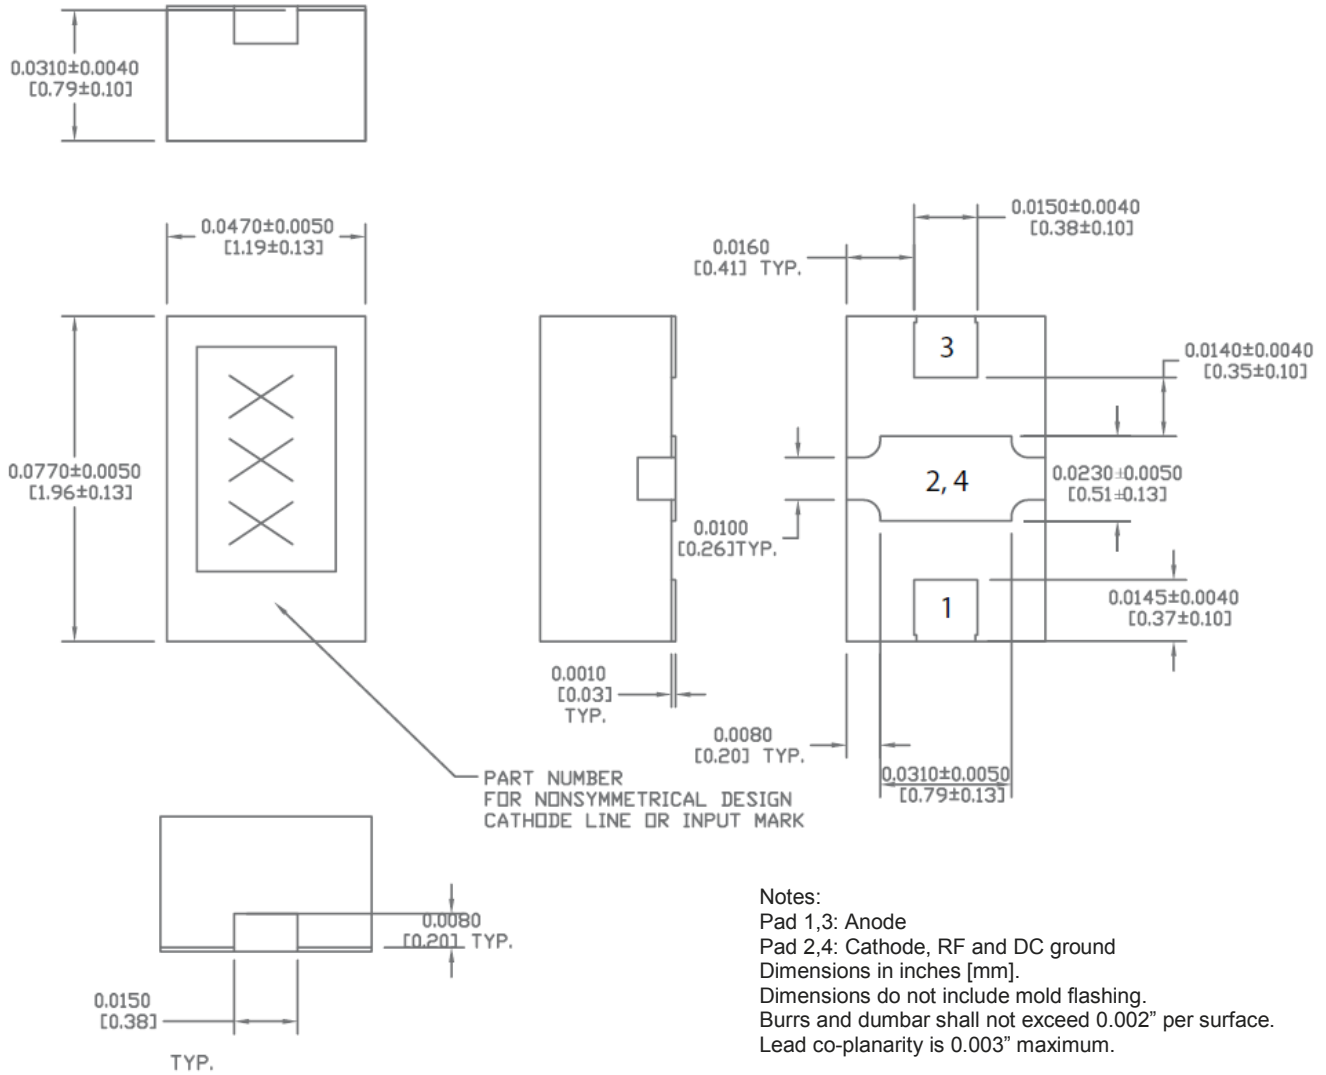 0.0310±0.0040
[0.79±0.10]
0.0470±0.0050
[1.19±0.13]
0.0150±0.0040
[0.38±0.10]
0.0160
[0.41] TYP.
3
0.0140±0.0040
[0.35±0.10]
0.0770±0.0050
[1.96±0.13]
2, 4
0.0230±0.0050
[0.51±0.13]
0.0100
[0.26]TYP.
1
0.0145±0.0040
[0.37±0.10]
0.0010
[0.03]
TYP.
0.0080
[0.20] TYP.
0.0310±0.0050
[0.79±0.13]
PART NUMBER
FOR NONSYMMETRICAL DESIGN
CATHODE LINE OR INPUT MARK
0.0080
[0.20] TYP.
0.0150
[0.38]
TYP.
Notes:
Pad 1,3: Anode
Pad 2,4: Cathode, RF and DC ground
Dimensions in inches [mm].
Dimensions do not include mold flashing.
Burrs and dumbar shall not exceed 0.002” per surface.
Lead co-planarity is 0.003” maximum.